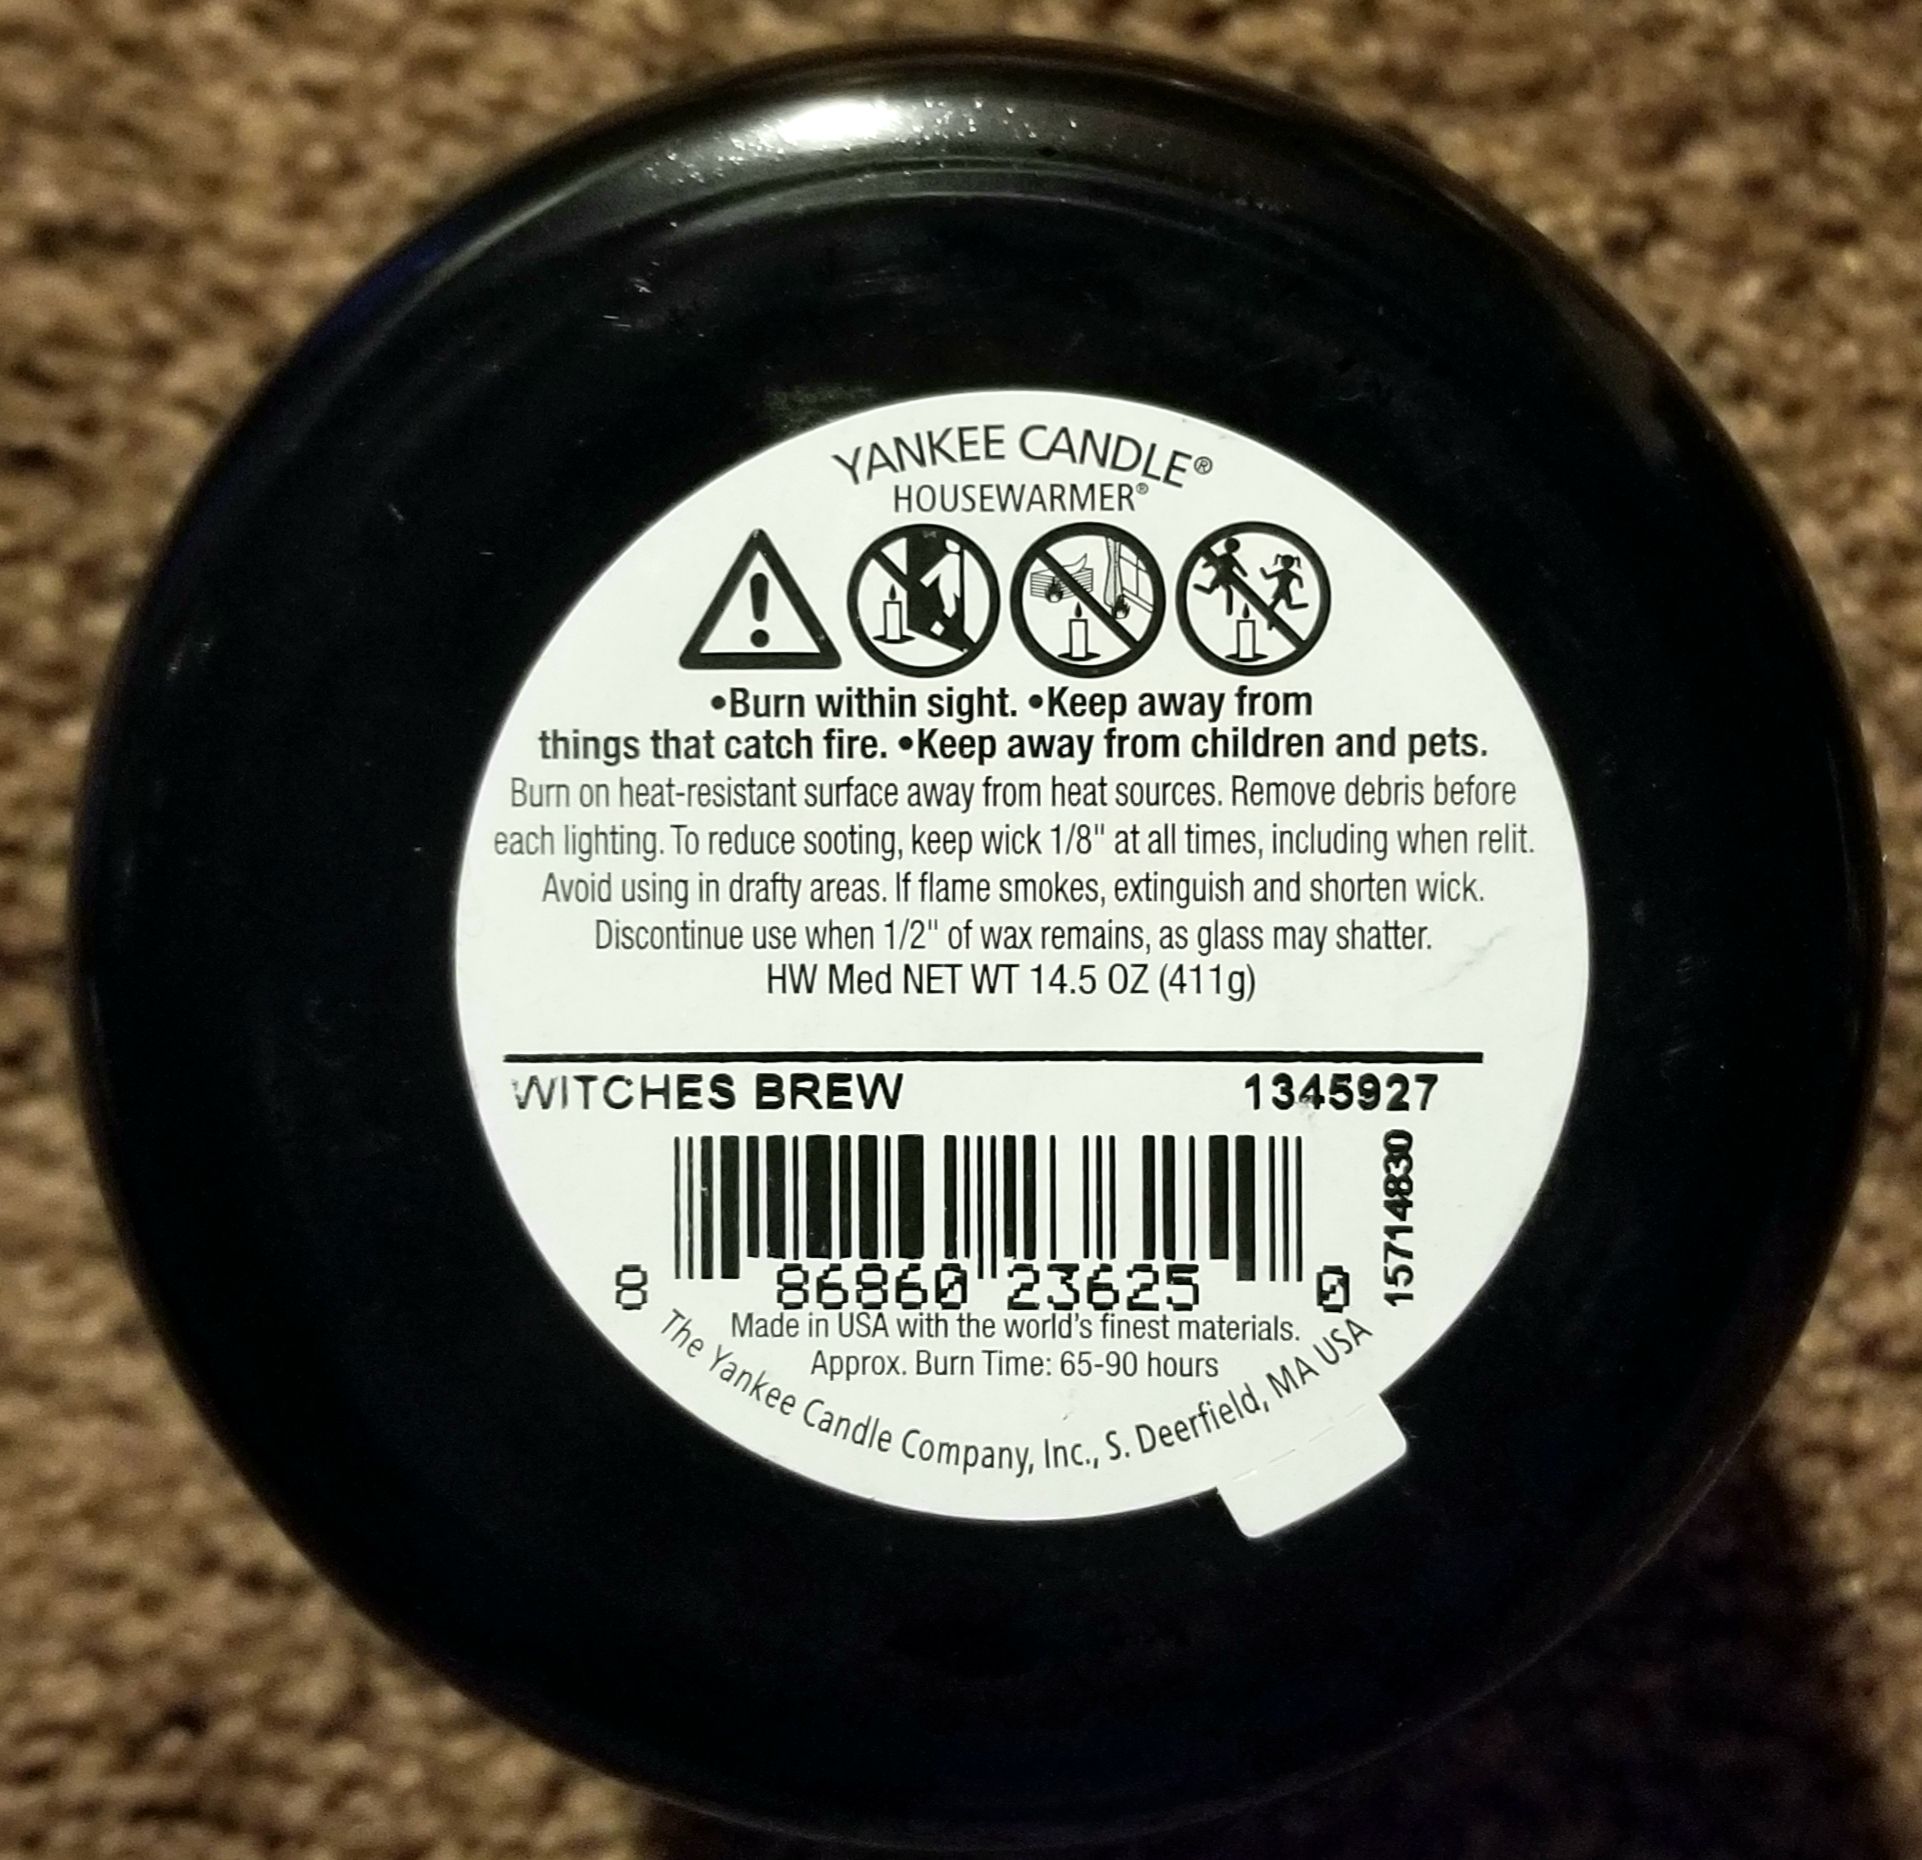 YANKEE CANDLE®
HOUSEWARMER®
•Burn within sight. •Keep away from
things that catch fire. •Keep away from children and pets.
Burn on heat-resistant surface away from heat sources. Remove debris before
each lighting. To reduce sooting, keep wick 1/8" at all times, including when relit.
Avoid using in drafty areas. If flame smokes, extinguish and shorten wick.
Discontinue use when 1/2" of wax remains, as glass may shatter.
HW Med NET WT 14.5 OZ (411g)
WITCHES BREW 1345927
15714830
8 86860 23625 0
Made in USA with the world's finest materials.
Approx. Burn Time: 65-90 hours
The Yankee Candle Company, Inc., S. Deerfield, MA USA